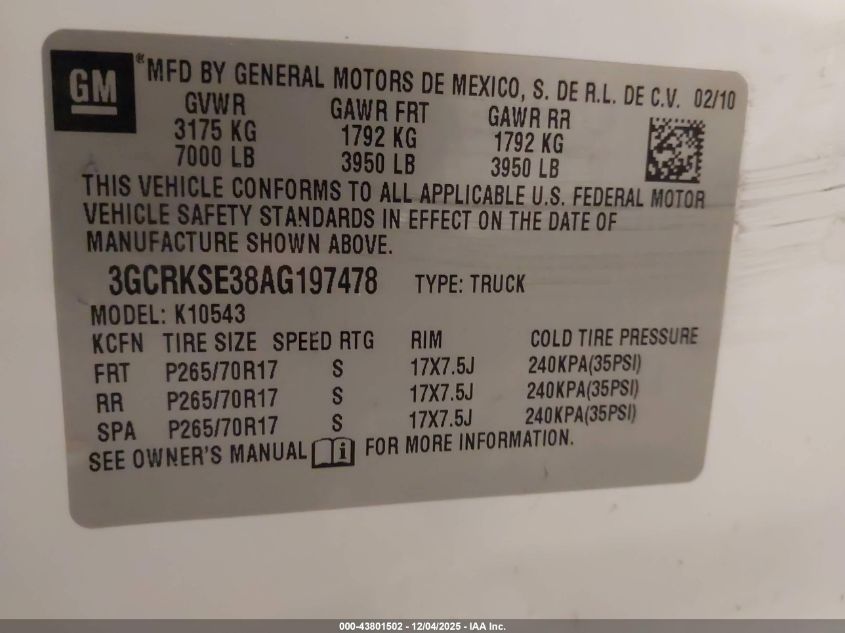 GM ® MFD BY GENERAL MOTORS DE MEXICO, S. DE R.L. DE C.V. 02/10
GVWR GAWR FRT GAWR RR
3175 KG 1792 KG 1792 KG
7000 LB 3950 LB 3950 LB
THIS VEHICLE CONFORMS TO ALL APPLICABLE U.S. FEDERAL MOTOR
VEHICLE SAFETY STANDARDS IN EFFECT ON THE DATE OF
MANUFACTURE SHOWN ABOVE.
3GCRKSE38AG197478 TYPE: TRUCK
MODEL: K10543
KCFN TIRE SIZE SPEED RTG RIM COLD TIRE PRESSURE
FRT P265/70R17 S 17X7.5J 240KPA(35PSI)
RR P265/70R17 S 17X7.5J 240KPA(35PSI)
SPA P265/70R17 S 17X7.5J 240KPA(35PSI)
SEE OWNER'S MANUAL i FOR MORE INFORMATION.
000-43801502 - 12/04/2025 - IAA Inc.